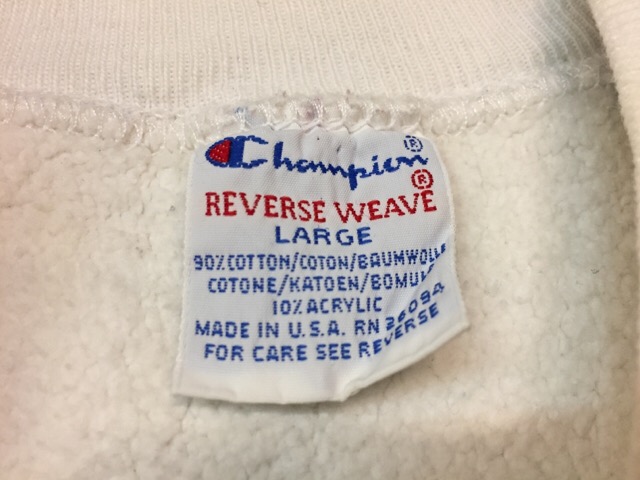 Champion®
REVERSE WEAVE®
LARGE
90% COTTON/COTON/BAUMWOLLE
COTONE/KATOEN/BOMULL
10% ACRYLIC
MADE IN U.S.A. RN 26094
FOR CARE SEE REVERSE